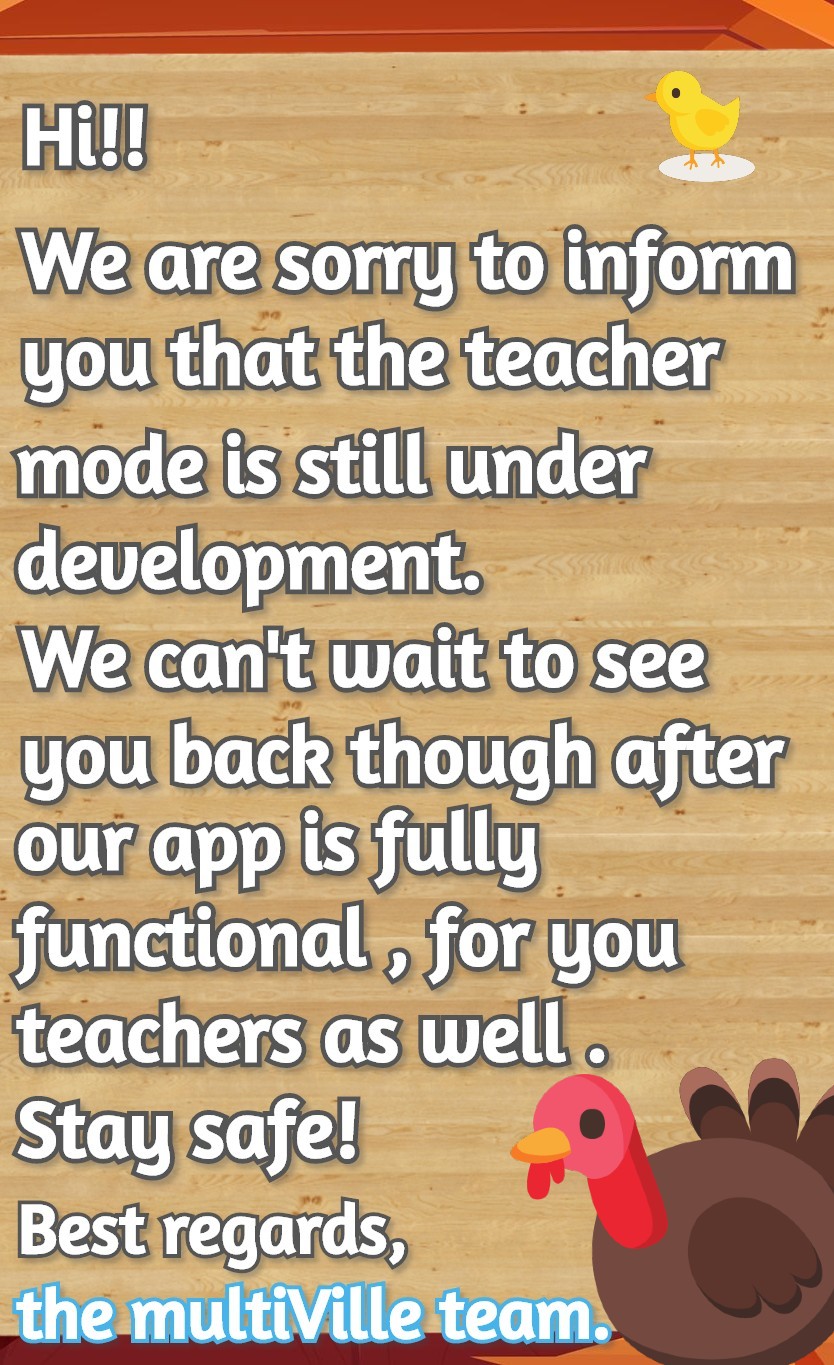 Hi!!
We are sorry to inform
you that the teacher
mode is still under
development.
We can't wait to see
you back though after
our app is fully
functional , for you
teachers as well .
Stay safe!
Best regards,
the multiVille team.